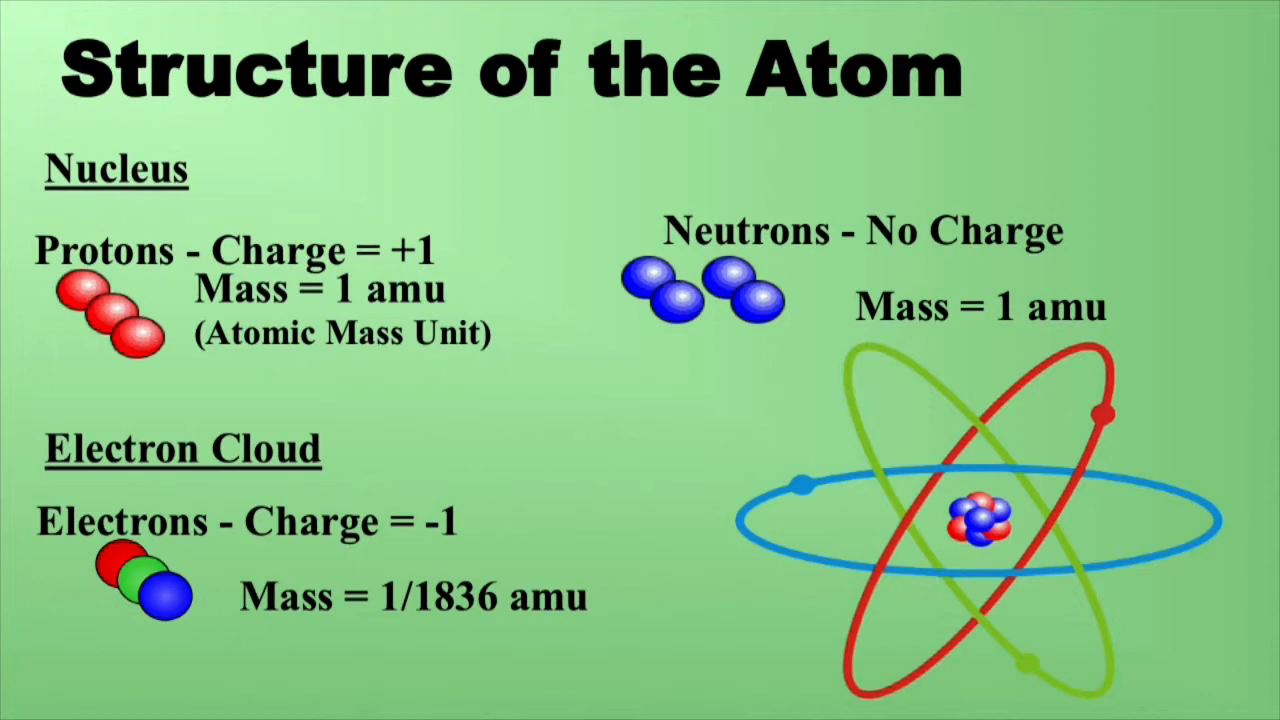 Structure of the Atom
Nucleus
Protons - Charge = +1
Mass = 1 amu
(Atomic Mass Unit)
Neutrons - No Charge
Mass = 1 amu
Electron Cloud
Electrons - Charge = -1
Mass = 1/1836 amu